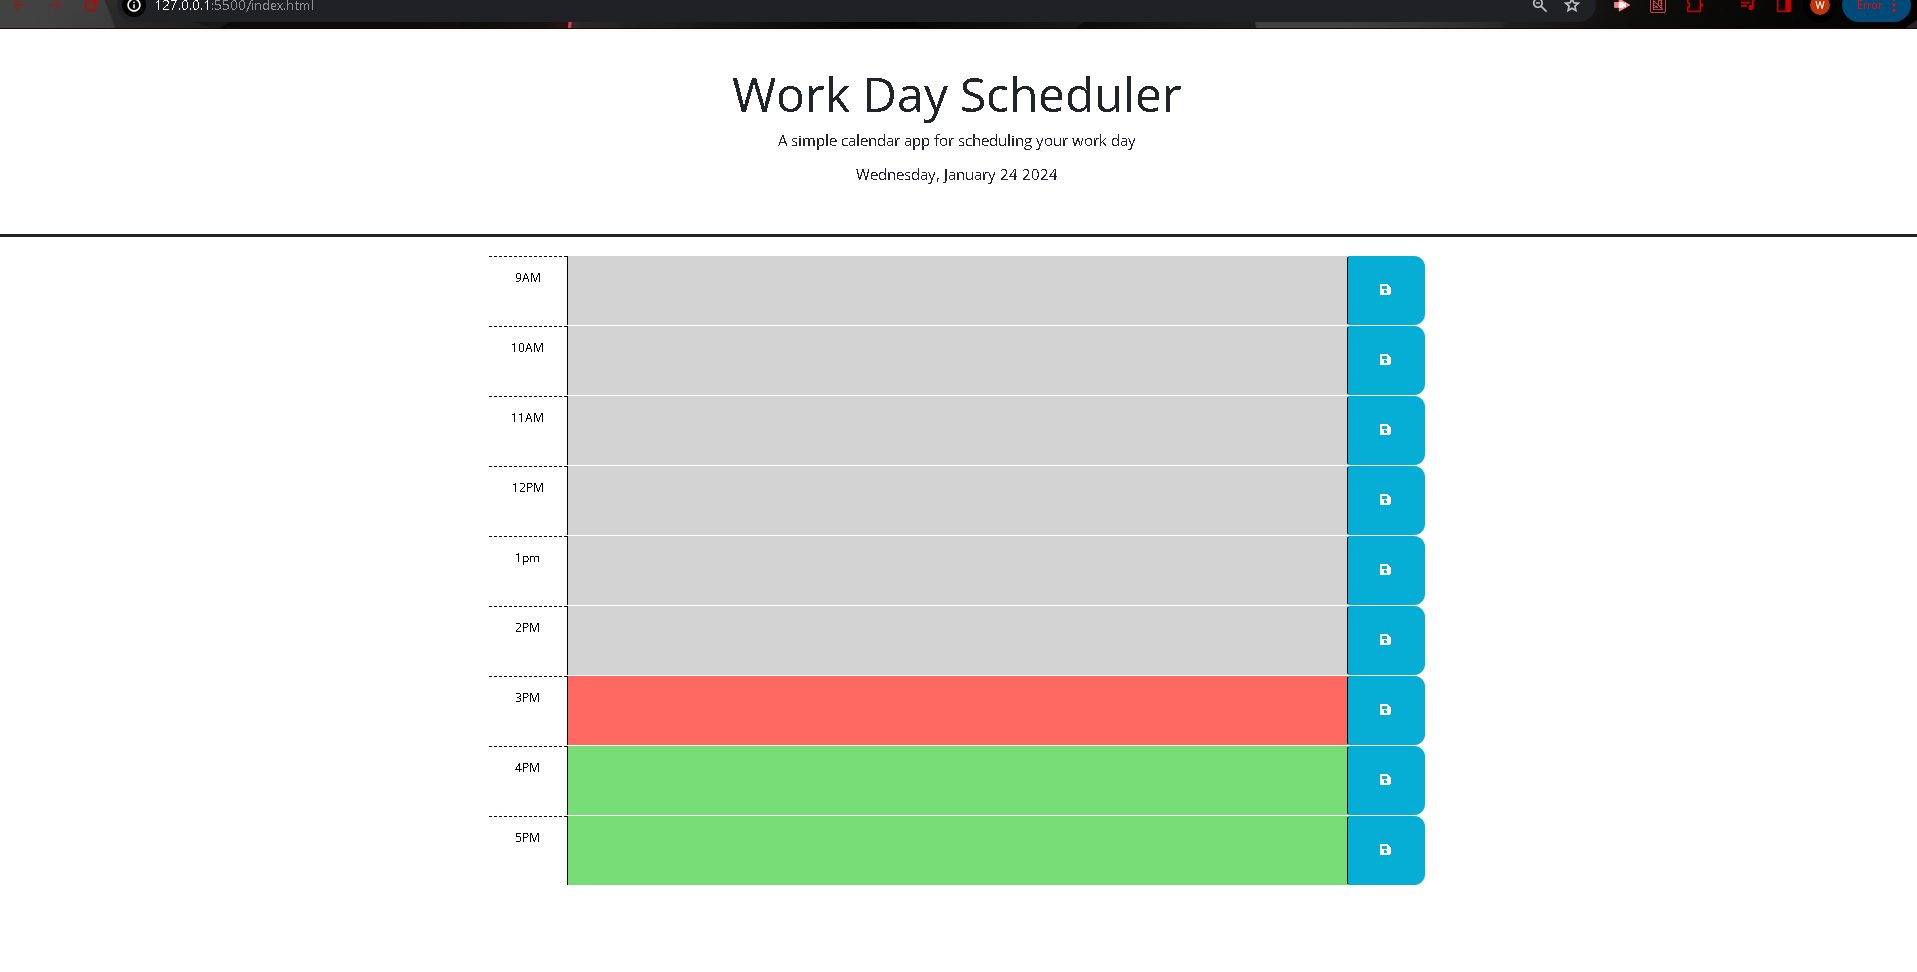 127.0.0.1:5500/index.html
W
Error
Work Day Scheduler
A simple calendar app for scheduling your work day
Wednesday, January 24 2024
9AM
10AM
11AM
12PM
1pm
2PM
3PM
4PM
5PM